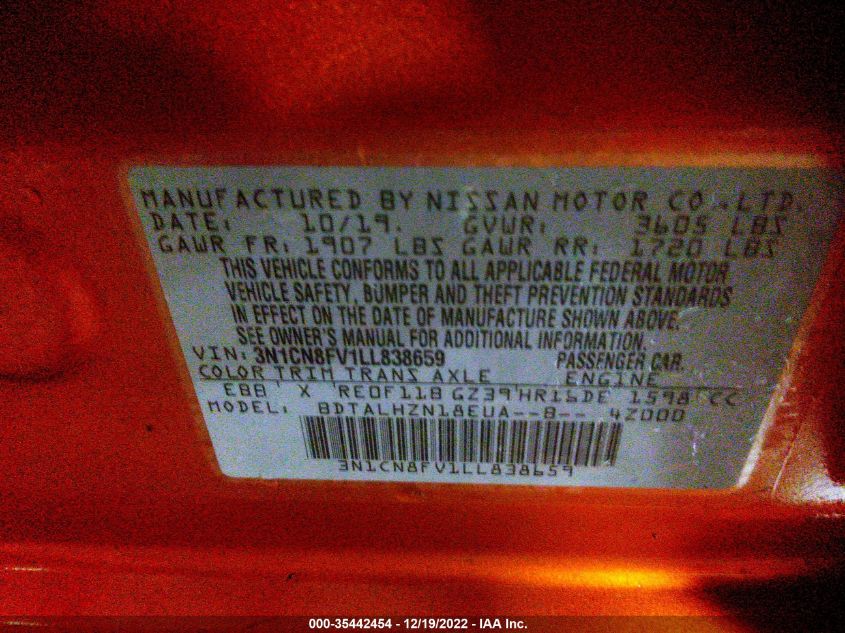 MANUFACTURED BY NISSAN MOTOR CO.,LTD.
DATE: 10/19. GVWR: 3605 LBS
GAWR FR: 1907 LBS GAWR RR: 1720 LBS
THIS VEHICLE CONFORMS TO ALL APPLICABLE FEDERAL MOTOR
VEHICLE SAFETY, BUMPER AND THEFT PREVENTION STANDARDS
IN EFFECT ON THE DATE OF MANUFACTURE SHOWN ABOVE.
SEE OWNER'S MANUAL FOR ADDITIONAL INFORMATION.
VIN: 3N1CN8FV1LL838659 PASSENGER CAR.
COLOR TRIM TRANS AXLE ENGINE
EBB X RE0F11B GZ39 HR16DE 1598 CC
MODEL: BDTALHZN18EUA--B-- 4Z000
3N1CN8FV1LL838659
000-35442454 - 12/19/2022 - IAA Inc.